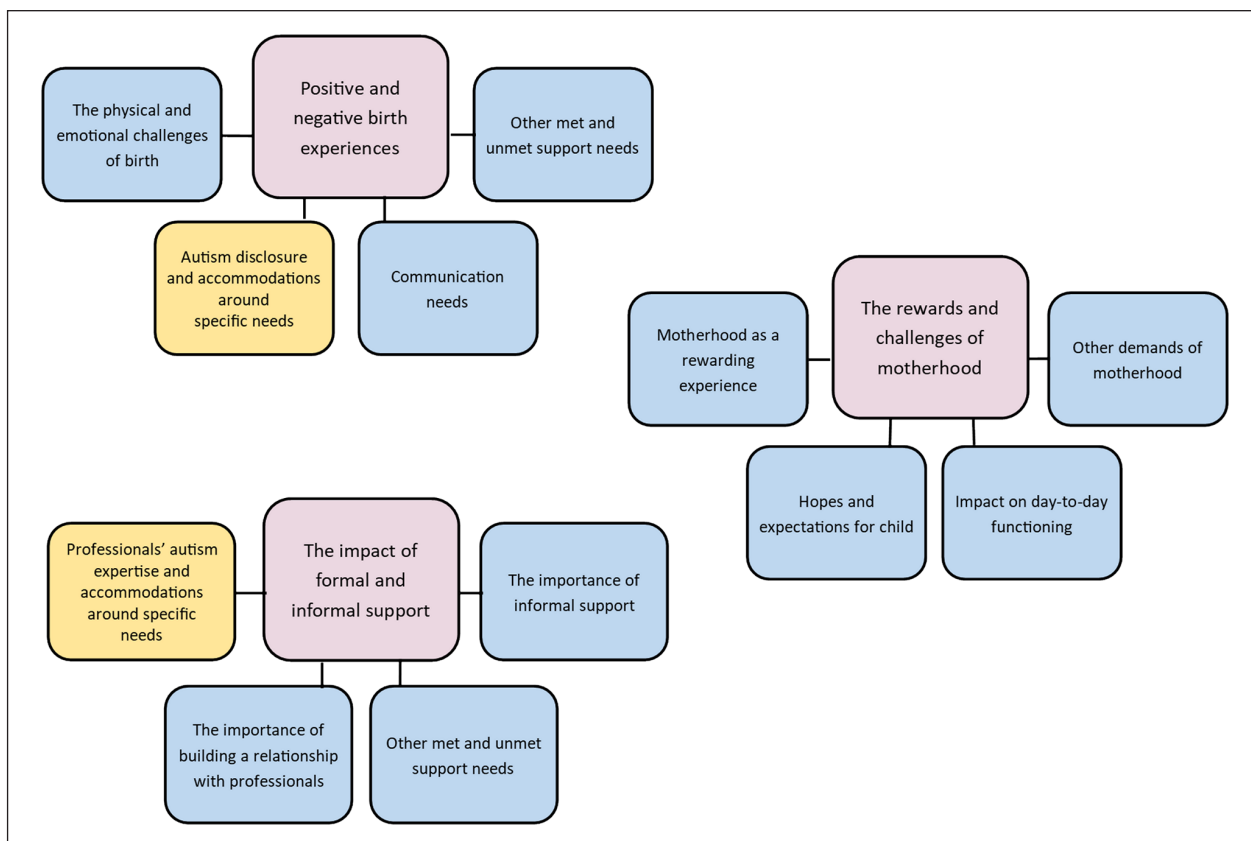 Positive and
negative birth
experiences
The physical and
emotional challenges
of birth
Other met and
unmet support needs
Autism disclosure
and accommodations
around
specific needs
Communication
needs
The rewards and
challenges of
motherhood
Motherhood as a
rewarding
experience
Other demands of
motherhood
Hopes and
expectations for child
Impact on day-to-day
functioning
The impact of
formal and
informal support
Professionals’ autism
expertise and
accommodations
around specific
needs
The importance of
informal support
The importance of
building a relationship
with professionals
Other met and unmet
support needs